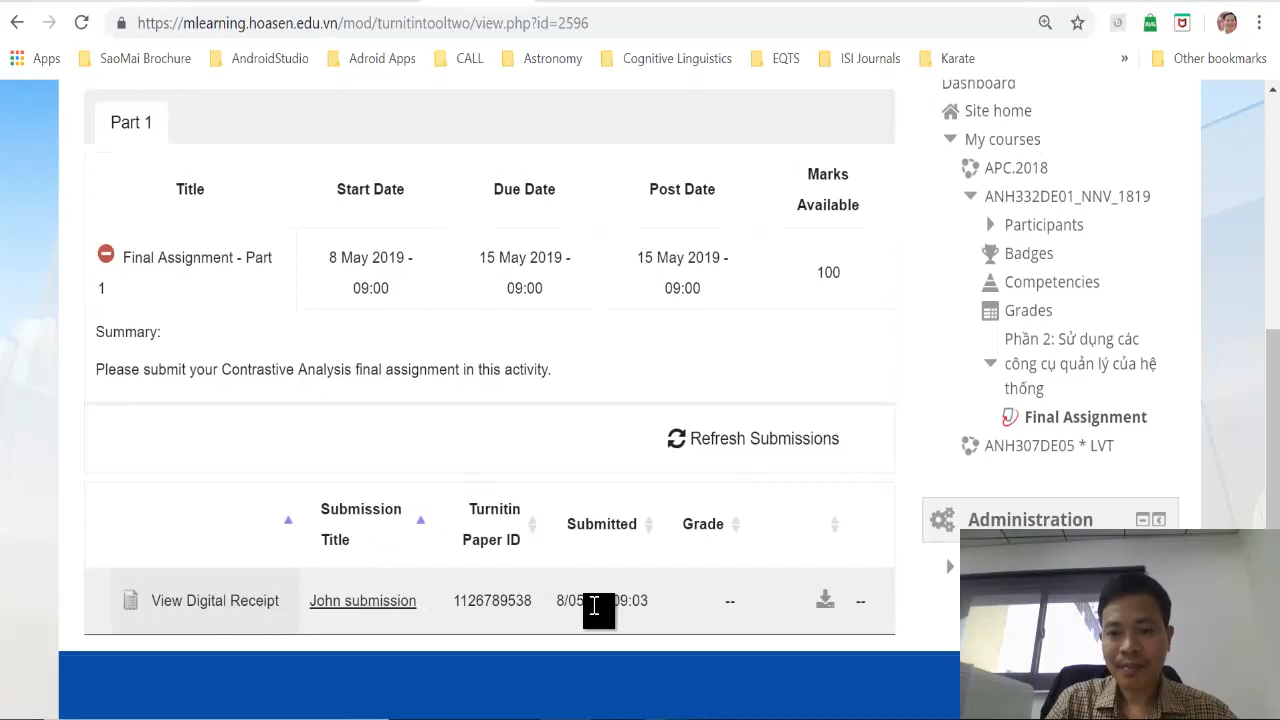 https://mlearning.hoasen.edu.vn/mod/turnitintooltwo/view.php?id=2596
Apps SaoMai Brochure AndroidStudio Adroid Apps CALL Astronomy Cognitive Linguistics EQTS ISI Journals Karate » Other bookmarks
Part 1
Title Start Date Due Date Post Date Marks Available
Final Assignment - Part 1
8 May 2019 - 09:00
15 May 2019 - 09:00
15 May 2019 - 09:00
100
Summary:
Please submit your Contrastive Analysis final assignment in this activity.
Refresh Submissions
Submission Title
Turnitin Paper ID
Submitted
Grade
View Digital Receipt John submission 1126789538 8/05 09:03 -- --
Dashboard
Site home
My courses
APC.2018
ANH332DE01_NNV_1819
Participants
Badges
Competencies
Grades
Phần 2: Sử dụng các
công cụ quản lý của hệ
thống
Final Assignment
ANH307DE05 * LVT
Administration